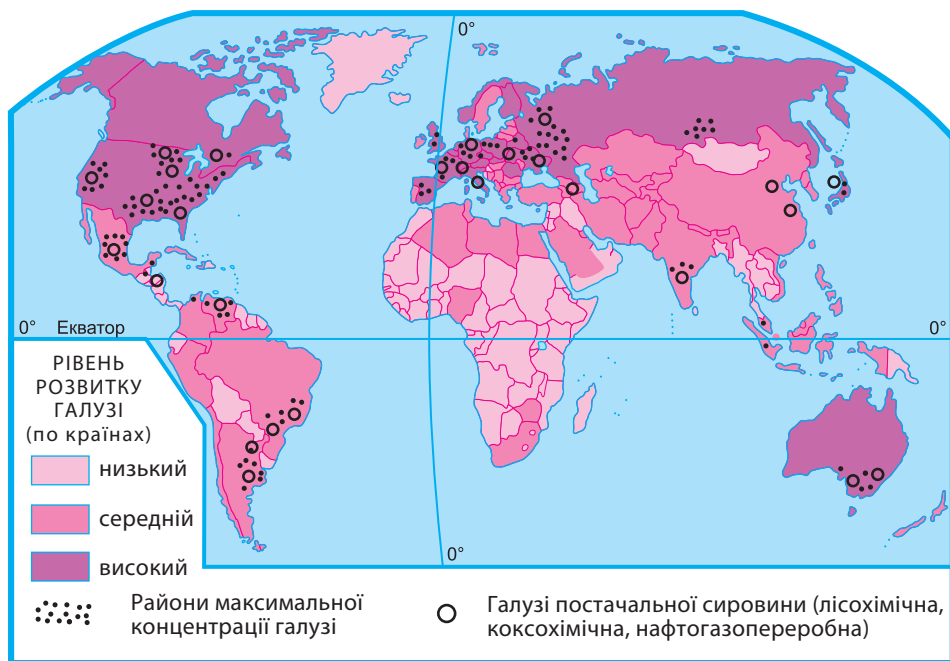 0°
0° Екватор
0°
РІВЕНЬ
РОЗВИТКУ
ГАЛУЗІ
(по країнах)
низький
середній
високий
0°
Райони максимальної
концентрації галузі
Галузі постачальної сировини (лісохімічна,
коксохімічна, нафтогазопереробна)